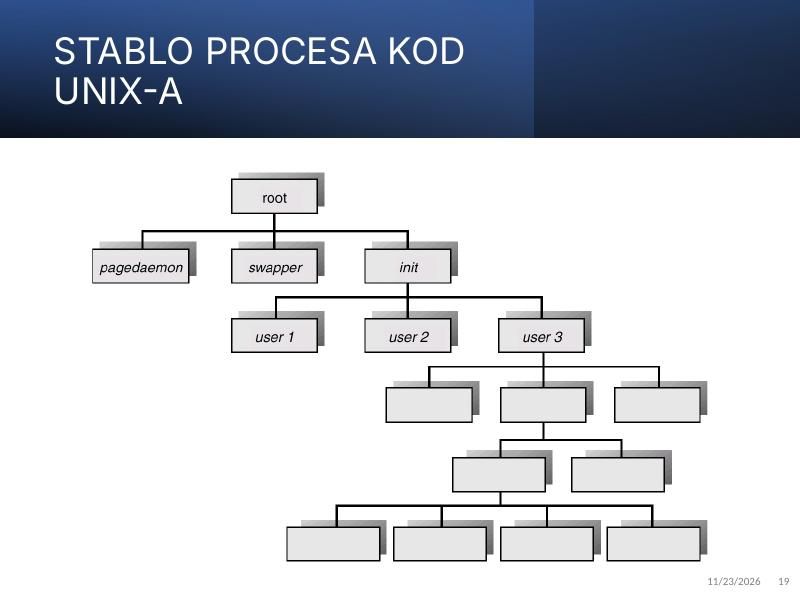 STABLO PROCESA KOD
UNIX-A
root
pagedaemon
swapper
init
user 1
user 2
user 3
11/23/2026
19